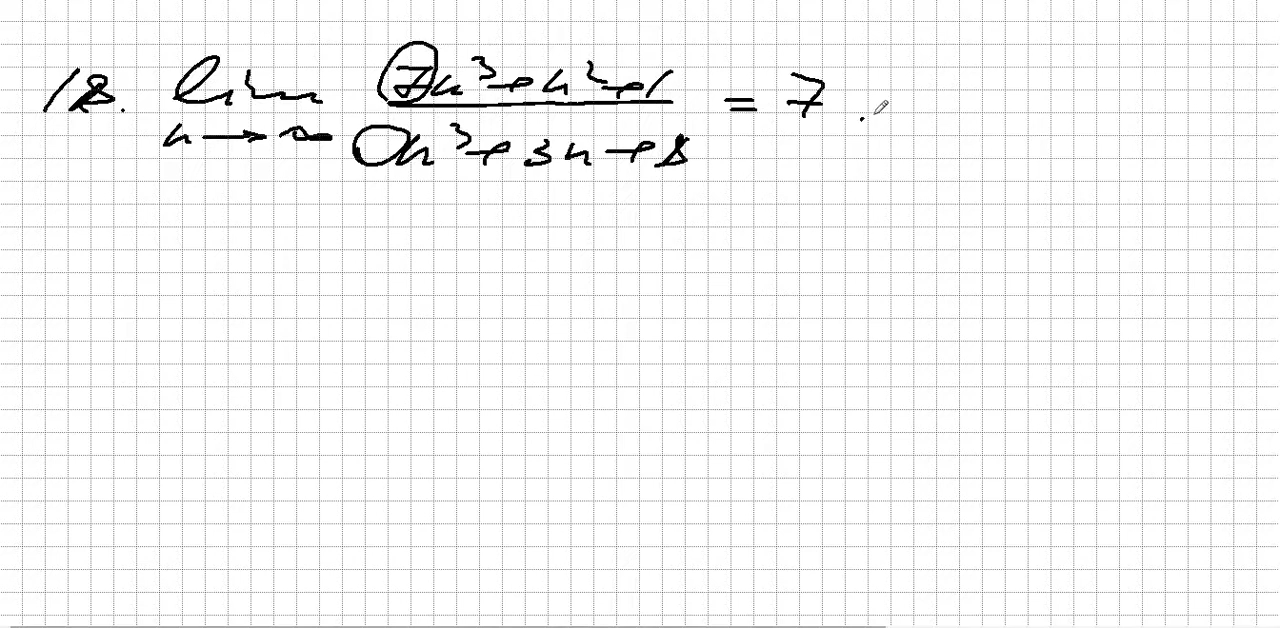 18. lim 7n³+n²+1 = 7.
n→∞ n³+3n+8